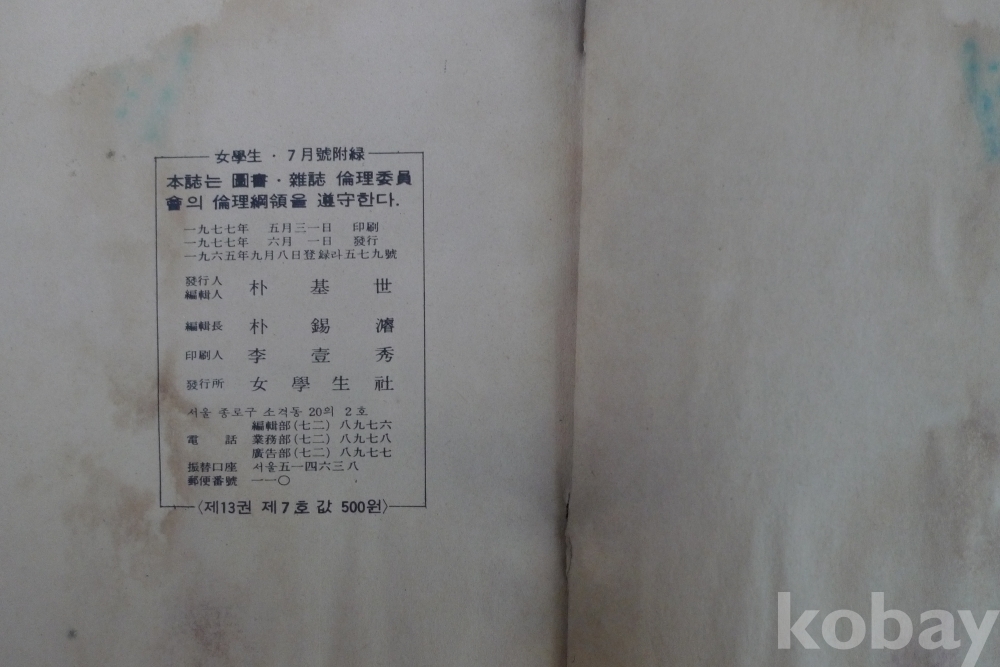 女學生・7月號附緑
本誌는 圖書・雜誌 倫理委員
會의 倫理綱領을 遵守한다.
一九七七年 五月三一日 印刷
一九七七年 六月 一日 發行
一九六五年九月八日登録라五七九號
發行人
編輯人 朴基世
編輯長 朴錫濬
印刷人 李壹秀
發行所 女學生社
서울 종로구 소격동 20의 2호
編輯部(七二)八九七六
電話 業務部(七二)八九七八
廣告部(七二)八九七七
振替口座 서울五一四六三八
郵便番號 一一〇
〈제13권 제7호 값 500원〉
kobay